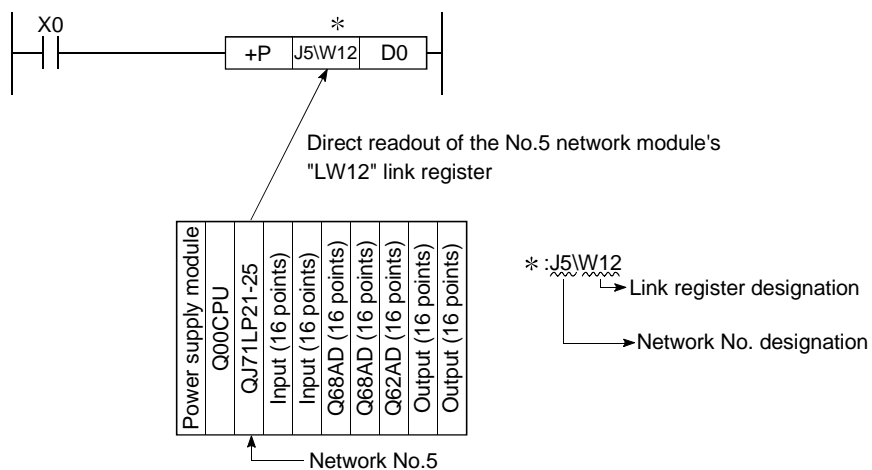 X0
*
+P J5\W12 D0
Direct readout of the No.5 network module's
"LW12" link register
Power supply module
Q00CPU
QJ71LP21-25
Input (16 points)
Input (16 points)
Q68AD (16 points)
Q68AD (16 points)
Q62AD (16 points)
Output (16 points)
Output (16 points)
Network No.5
* :J5\W12
Link register designation
Network No. designation